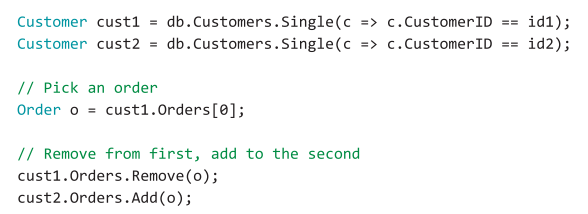 Customer cust1 = db.Customers.Single(c => c.CustomerID == id1);
Customer cust2 = db.Customers.Single(c => c.CustomerID == id2);
// Pick an order
Order o = cust1.Orders[0];
// Remove from first, add to the second
cust1.Orders.Remove(o);
cust2.Orders.Add(o);